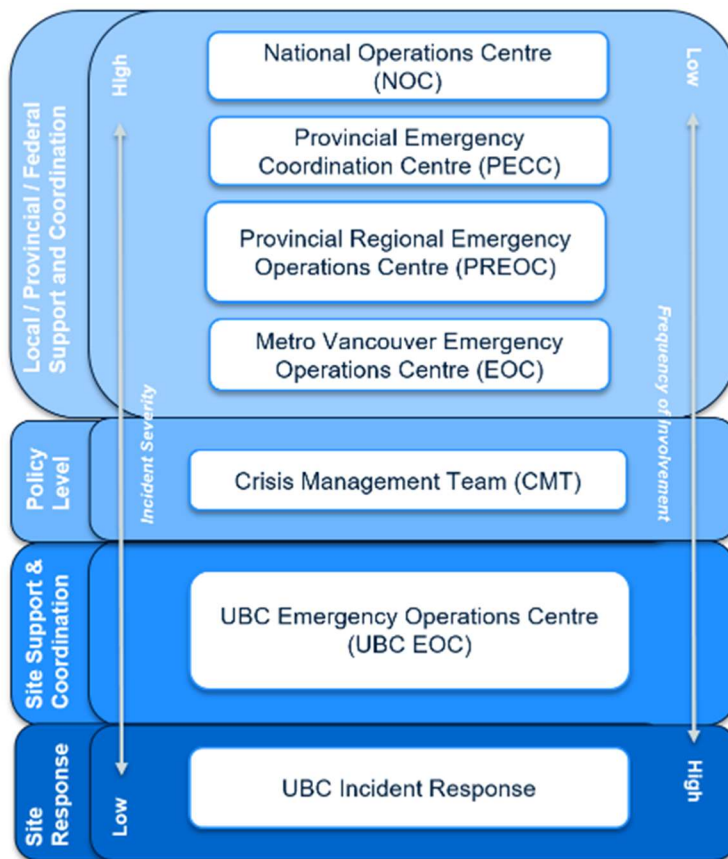 High
Low
National Operations Centre
(NOC)
Provincial Emergency
Coordination Centre (PECC)
Provincial Regional Emergency
Operations Centre (PREOC)
Metro Vancouver Emergency
Operations Centre (EOC)
Local / Provincial / Federal
Support and Coordination
Incident Severity
Frequency of Involvement
Policy
Level
Crisis Management Team (CMT)
Site Support &
Coordination
UBC Emergency Operations Centre
(UBC EOC)
Site
Response
Low
UBC Incident Response
High